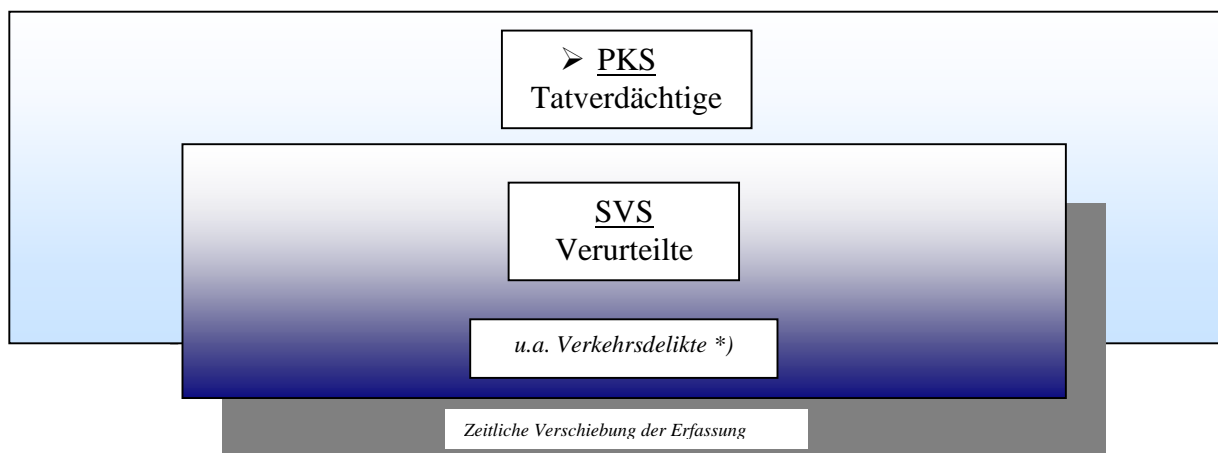 ➢ PKS
Tatverdächtige
SVS
Verurteilte
u.a. Verkehrsdelikte *)
Zeitliche Verschiebung der Erfassung